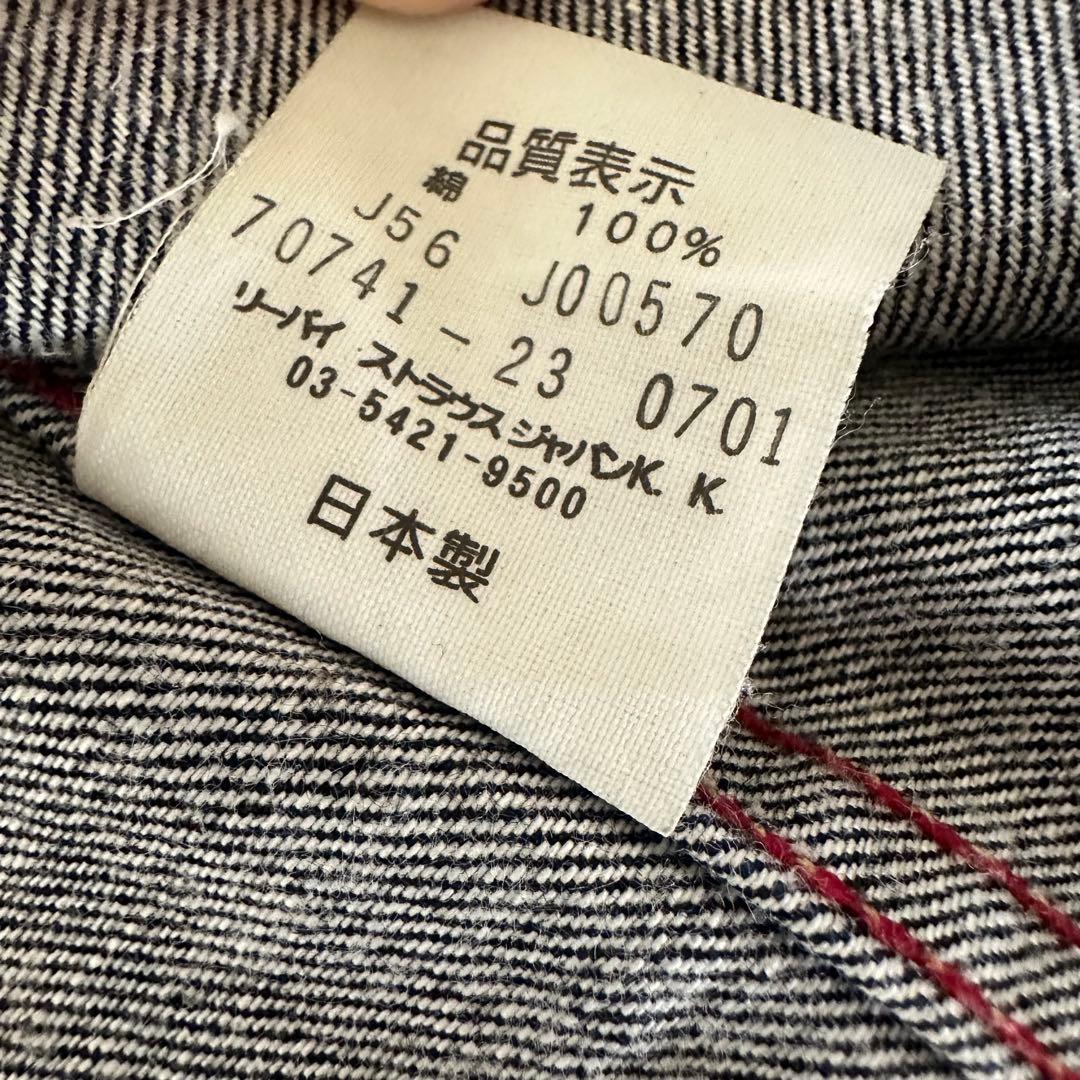 品質表示
綿 100%
J56 J00570
70741-23 0701
リーバイ ストラウス ジャパンK.K.
03-5421-9500
日本製